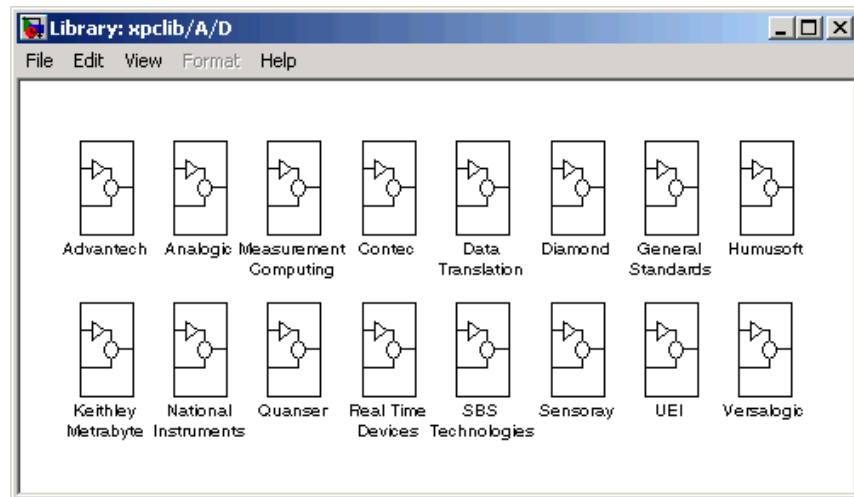 Library: xpclib/A/D
File Edit View Format Help
Advantech Analogic Measurement Computing Contec Data Translation Diamond General Standards Humusoft
Keithley Metrabyte National Instruments Quanser Real Time Devices SBS Technologies Sensoray UEI Versalogic